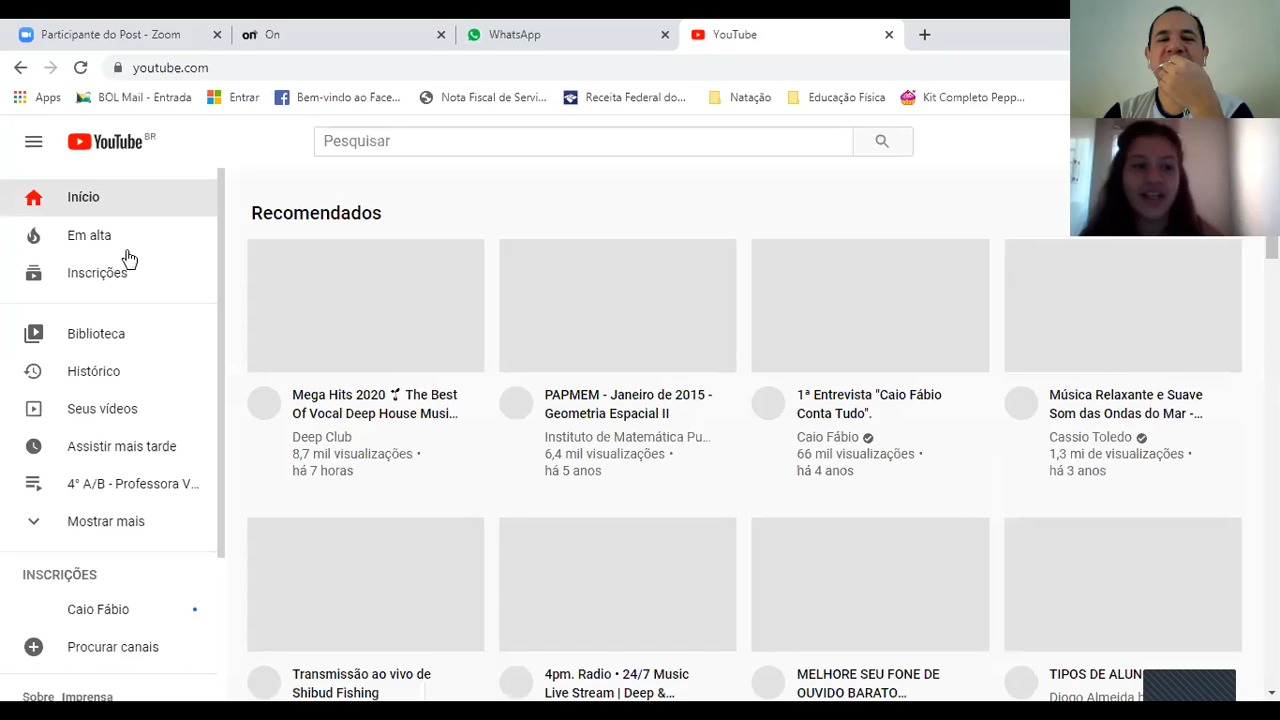 Participante do Post - Zoom
On
WhatsApp
YouTube
youtube.com
Apps
BOL Mail - Entrada
Entrar
Bem-vindo ao Face...
Nota Fiscal de Servi...
Receita Federal do...
Natação
Educação Física
Kit Completo Pepp...
YouTube BR
Pesquisar
Início
Em alta
Inscrições
Biblioteca
Histórico
Seus vídeos
Assistir mais tarde
4° A/B - Professora V...
Mostrar mais
INSCRIÇÕES
Caio Fábio
Procurar canais
Sobre Imprensa
Recomendados
Mega Hits 2020 🌱 The Best
Of Vocal Deep House Musi...
Deep Club
8,7 mil visualizações •
há 7 horas
PAPMEM - Janeiro de 2015 -
Geometria Espacial II
Instituto de Matemática Pu...
6,4 mil visualizações •
há 5 anos
1ª Entrevista "Caio Fábio
Conta Tudo".
Caio Fábio
66 mil visualizações •
há 4 anos
Música Relaxante e Suave
Som das Ondas do Mar -...
Cassio Toledo
1,3 mi de visualizações •
há 3 anos
Transmissão ao vivo de
Shibud Fishing
4pm. Radio • 24/7 Music
Live Stream | Deep &...
MELHORE SEU FONE DE
OUVIDO BARATO...
TIPOS DE ALUN
Diogo Almeida